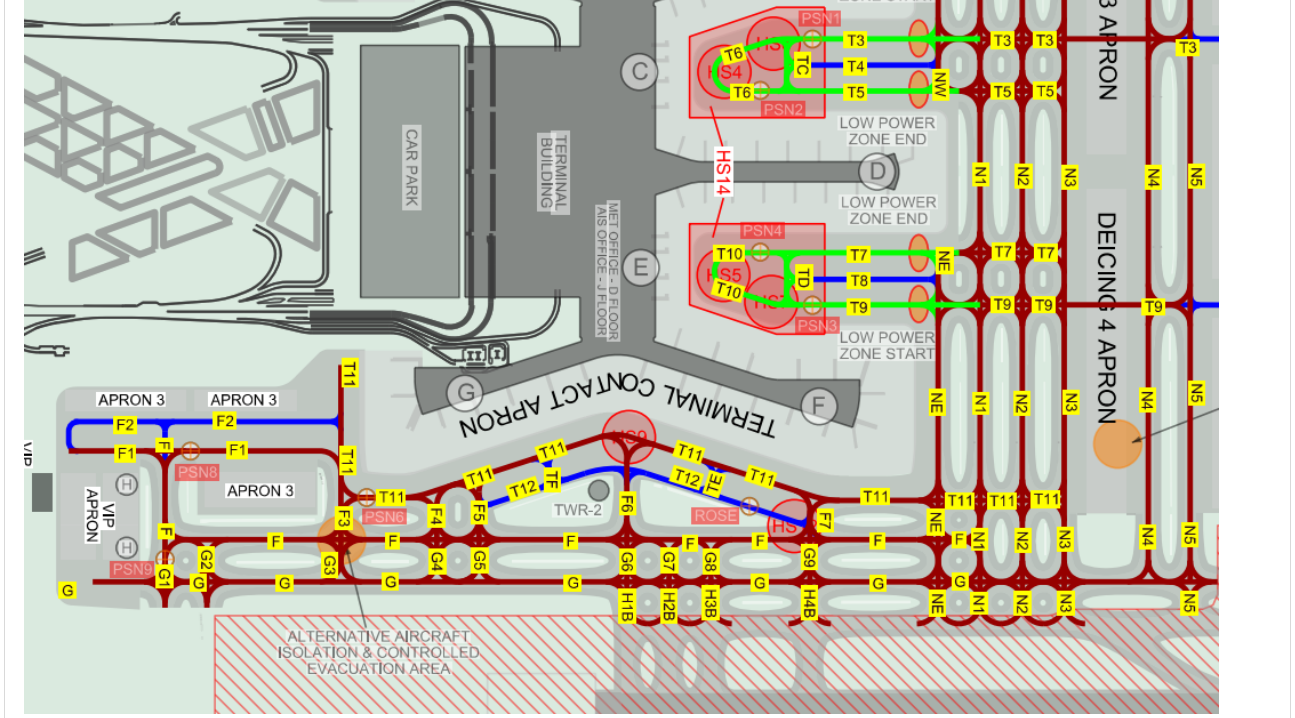 ZONE START
PSN1
HS3
T6
T3
T3
T3
T3
3 APRON
TC
T4
C
HS4
T6
T5
NW
T5
T5
PSN2
LOW POWER
ZONE END
CAR PARK
TERMINAL
BUILDING
HS14
D
N1
N2
N3
N4
N5
LOW POWER
ZONE END
MET OFFICE - D FLOOR
AIS OFFICE - J FLOOR
PSN4
T10
T7
NE
T7
T7
DEICING 4 APRON
E
HS5
TD
T8
T10
T9
T9
T9
T9
PSN3
LOW POWER
ZONE START
II
I
T11
G
F
TERMINAL CONTACT APRON
NE
N1
N2
N3
N4
N5
APRON 3
APRON 3
F2
F2
F
F1
F1
T11
HS9
T11
T11
T11
T11
PSN8
VIP
H
VIP
APRON
APRON 3
T12
TF
T12
TE
T11
T11
T11
T11
T11
PSN6
TWR-2
ROSE
F3
F4
F5
F6
F7
NE
F
H
F
F
F
F
F
F
F
N1
N2
N3
N4
N5
PSN9
G1
G2
G3
G4
G5
G6
G7
G8
G9
G
G
G
G
G
G
G
G
H1B
H2B
H3B
H4B
NE
N1
N2
N3
N5
ALTERNATIVE AIRCRAFT
ISOLATION & CONTROLLED
EVACUATION AREA